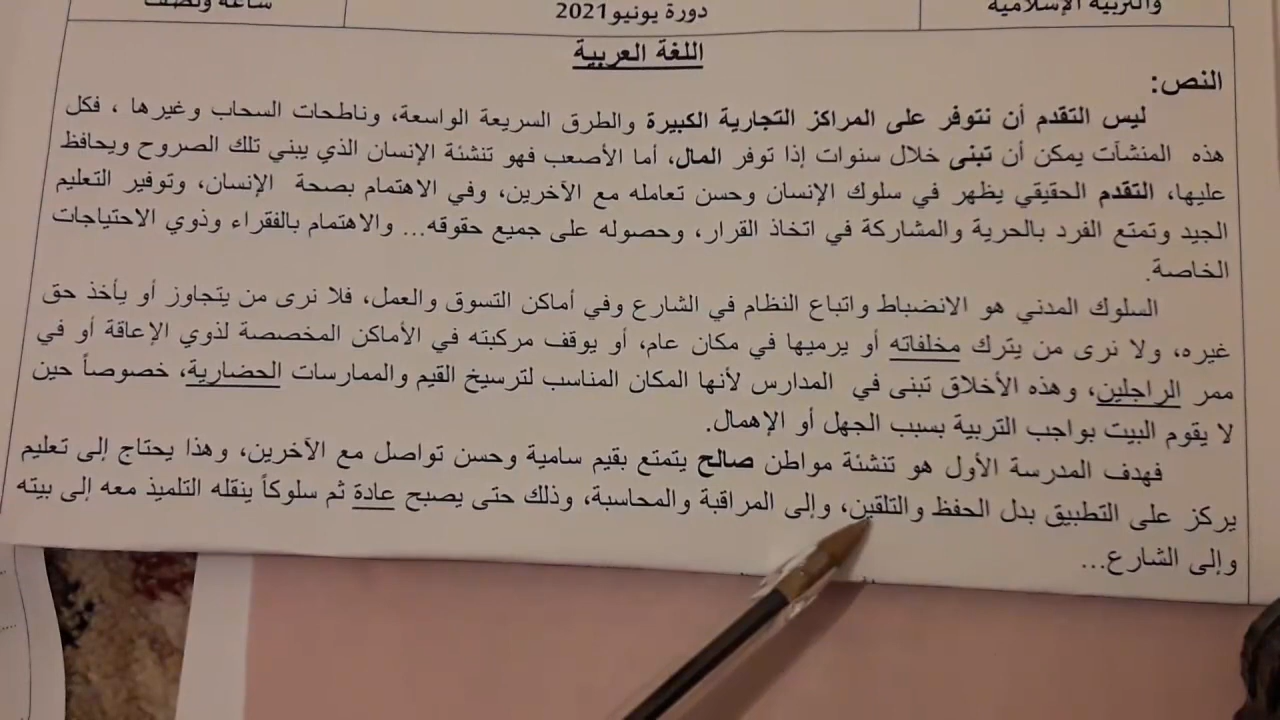 والتربية الإسلامية
دورة يونيو2021
ساعة ونصف
اللغة العربية
النص:
ليس التقدم أن نتوفر على المراكز التجارية الكبيرة والطرق السريعة الواسعة، وناطحات السحاب وغيرها ، فكل
هذه المنشآت يمكن أن تبنى خلال سنوات إذا توفر المال، أما الأصعب فهو تنشئة الإنسان الذي يبني تلك الصروح ويحافظ
عليها، التقدم الحقيقي يظهر في سلوك الإنسان وحسن تعامله مع الآخرين، وفي الاهتمام بصحة الإنسان، وتوفير التعليم
الجيد وتمتع الفرد بالحرية والمشاركة في اتخاذ القرار، وحصوله على جميع حقوقه... والاهتمام بالفقراء وذوي الاحتياجات
الخاصة.
السلوك المدني هو الانضباط واتباع النظام في الشارع وفي أماكن التسوق والعمل، فلا نرى من يتجاوز أو يأخذ حق
غيره، ولا نرى من يترك مخلفاته أو يرميها في مكان عام، أو يوقف مركبته في الأماكن المخصصة لذوي الإعاقة أو في
ممر الراجلين، وهذه الأخلاق تبنى في المدارس لأنها المكان المناسب لترسيخ القيم والممارسات الحضارية، خصوصاً حين
لا يقوم البيت بواجب التربية بسبب الجهل أو الإهمال.
فهدف المدرسة الأول هو تنشئة مواطن صالح يتمتع بقيم سامية وحسن تواصل مع الآخرين، وهذا يحتاج إلى تعليم
يركز على التطبيق بدل الحفظ والتلقين، وإلى المراقبة والمحاسبة، وذلك حتى يصبح عادة ثم سلوكاً ينقله التلميذ معه إلى بيته
وإلى الشارع...